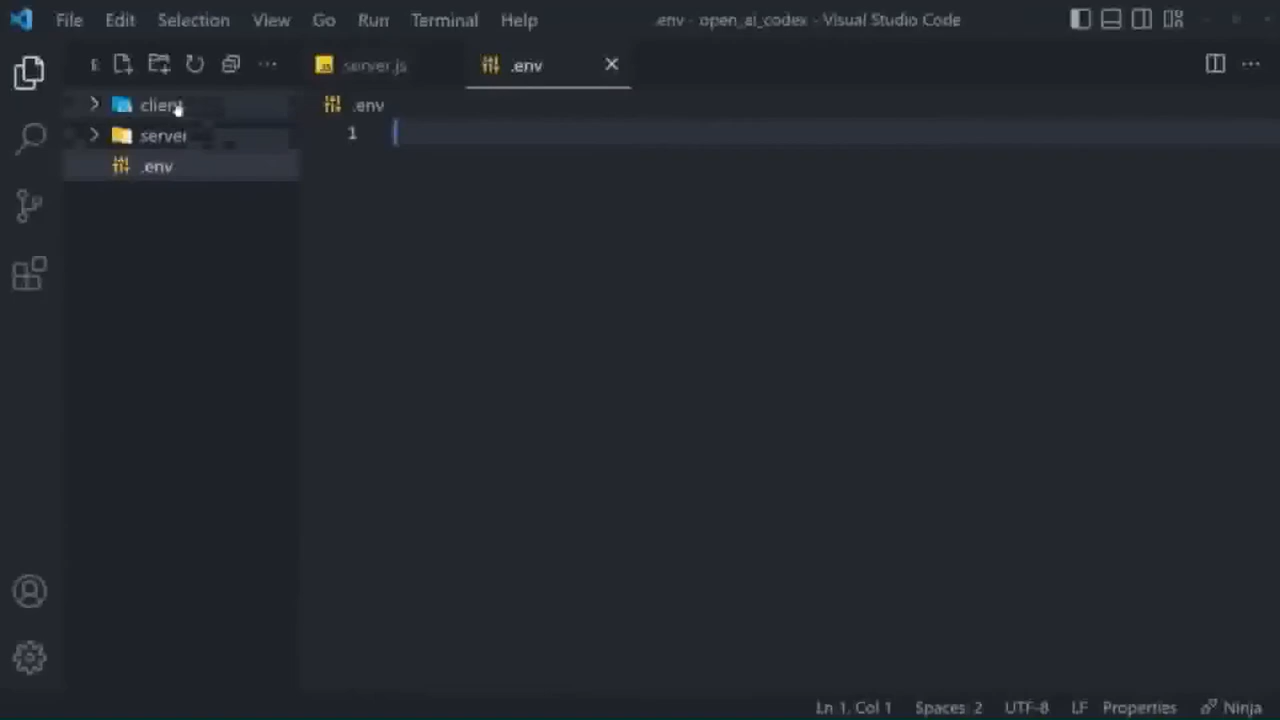 File Edit Selection View Go Run Terminal Help .env - open_ai_codex - Visual Studio Code
server.js .env
client
.env
1
server
.env
Ln 1, Col 1 Spaces: 2 UTF-8 LF Properties Ninja